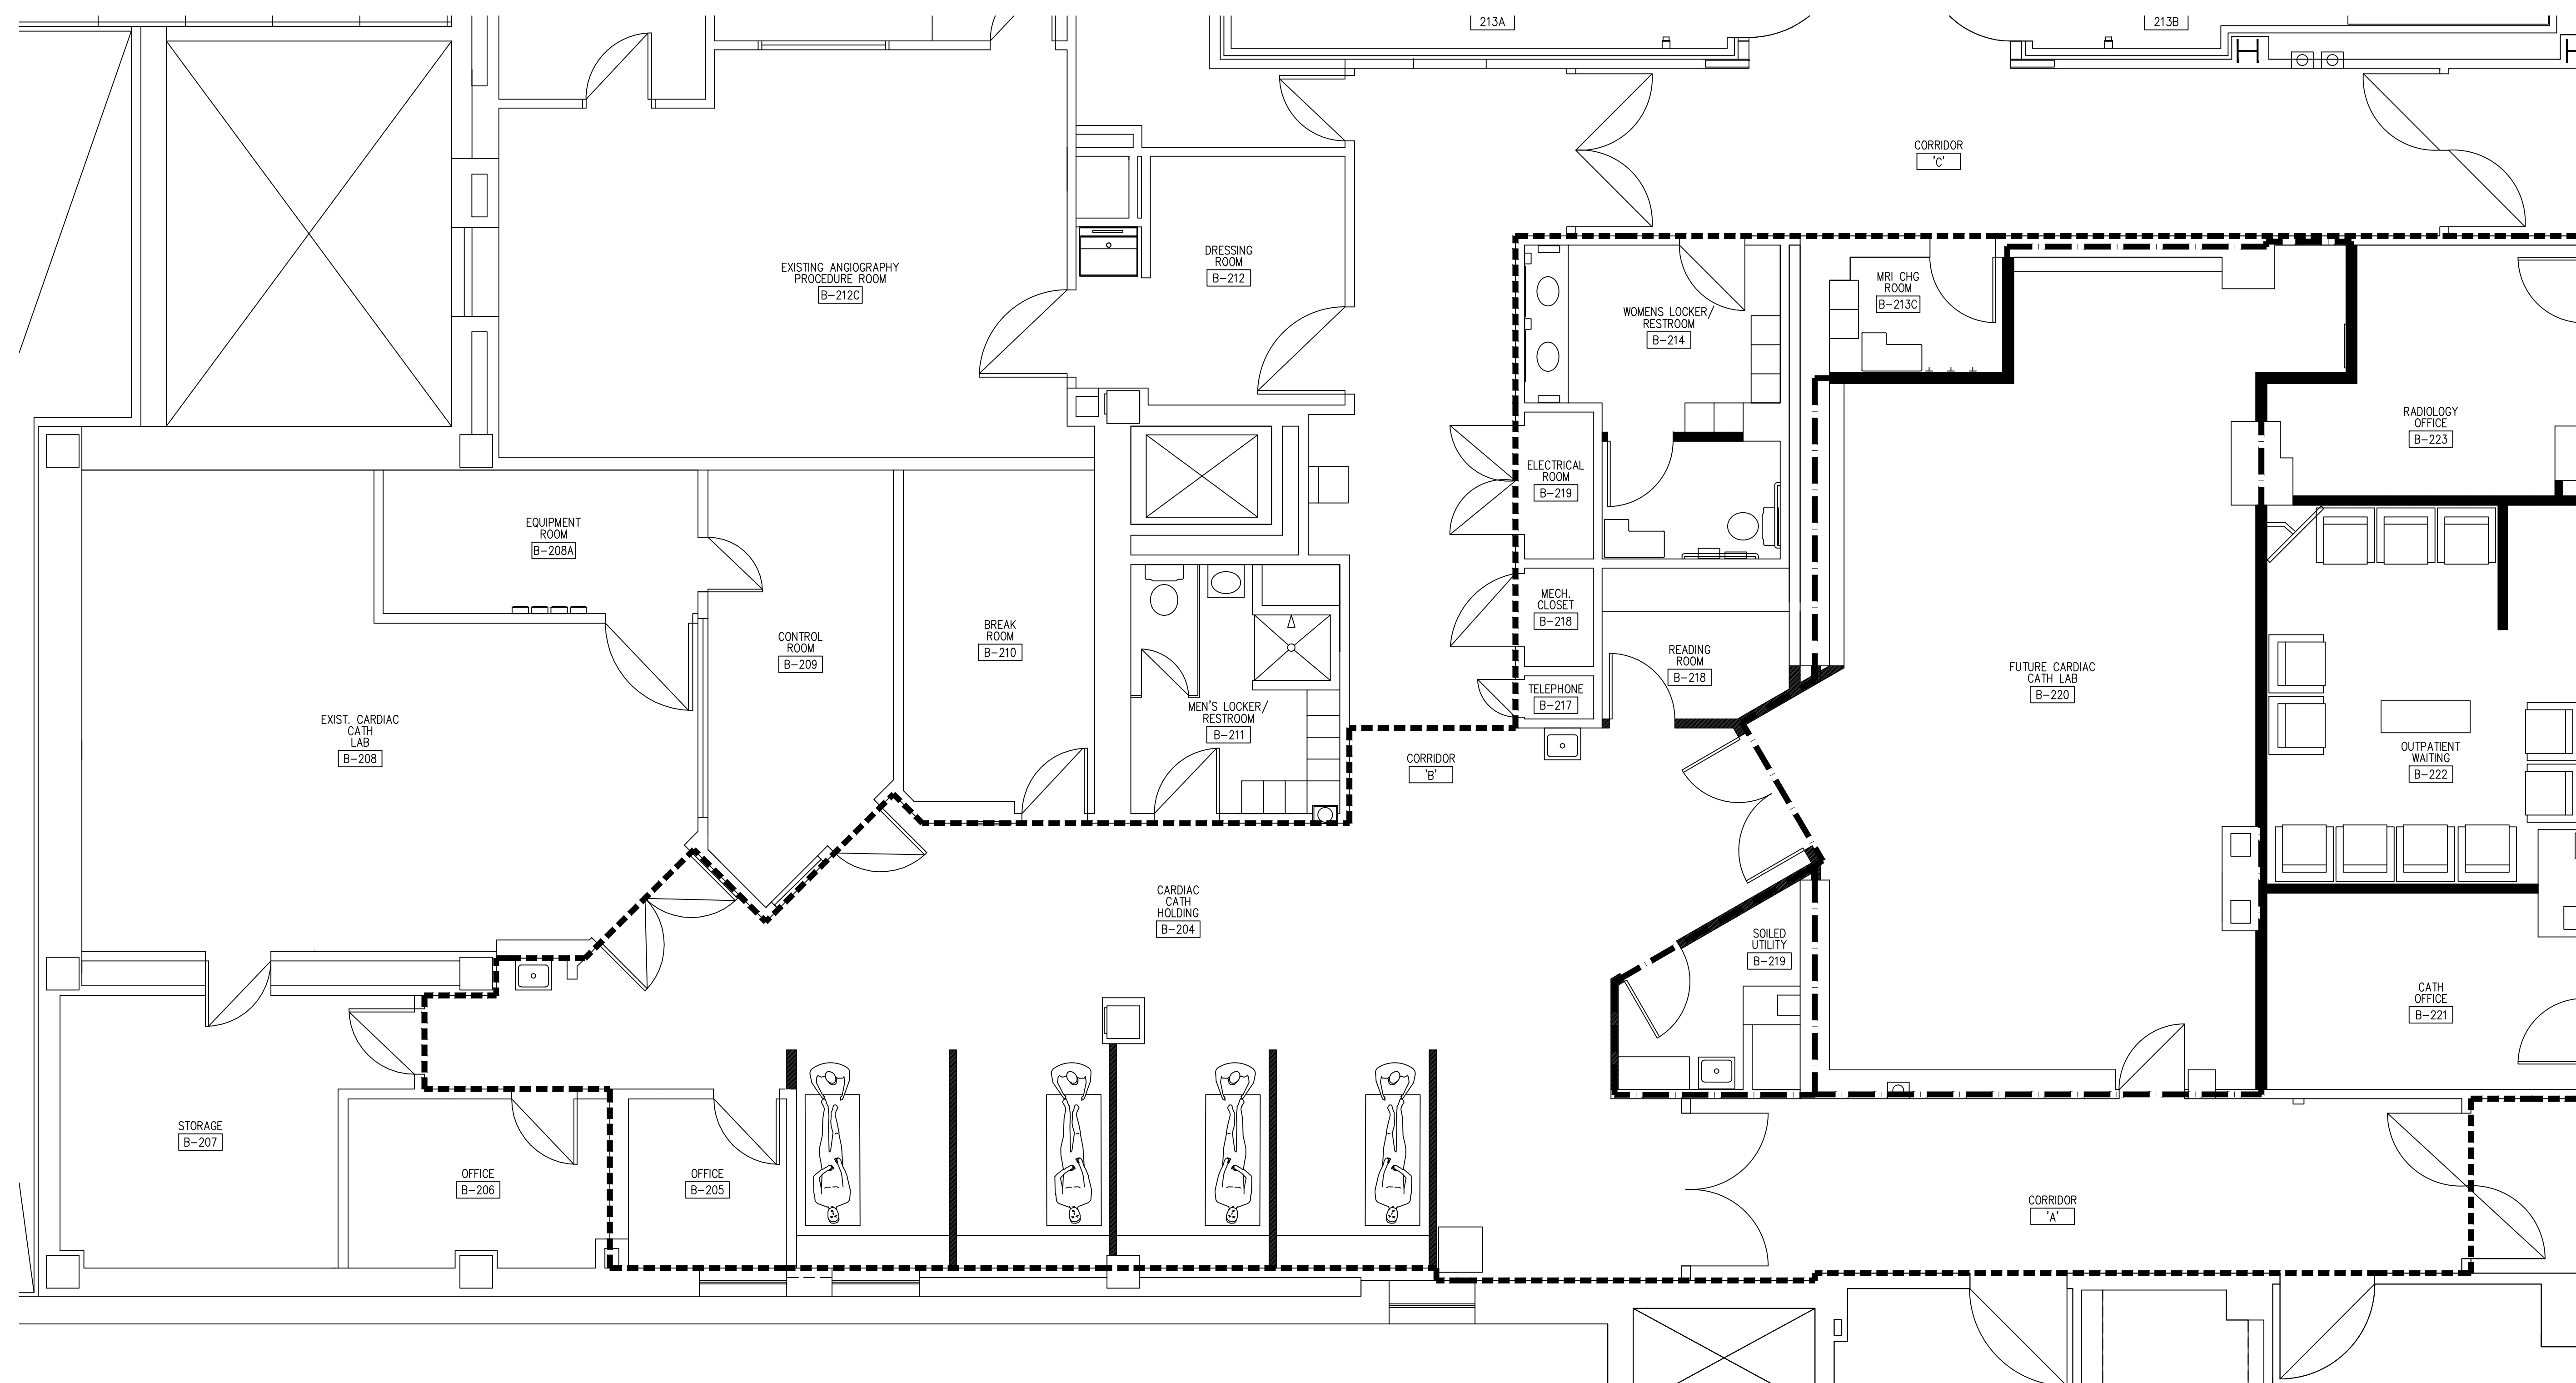 213A
213B
CORRIDOR
'C'
EXISTING ANGIOGRAPHY
PROCEDURE ROOM
B-212C
DRESSING
ROOM
B-212
WOMENS LOCKER/
RESTROOM
B-214
MRI CHG
ROOM
B-213C
RADIOLOGY
OFFICE
B-223
ELECTRICAL
ROOM
B-219
EQUIPMENT
ROOM
B-208A
MECH.
CLOSET
B-218
CONTROL
ROOM
B-209
BREAK
ROOM
B-210
READING
ROOM
B-218
FUTURE CARDIAC
CATH LAB
B-220
TELEPHONE
B-217
MEN'S LOCKER/
RESTROOM
B-211
EXIST. CARDIAC
CATH
LAB
B-208
CORRIDOR
'B'
OUTPATIENT
WAITING
B-222
CARDIAC
CATH
HOLDING
B-204
SOILED
UTILITY
B-219
CATH
OFFICE
B-221
STORAGE
B-207
OFFICE
B-206
OFFICE
B-205
CORRIDOR
'A'